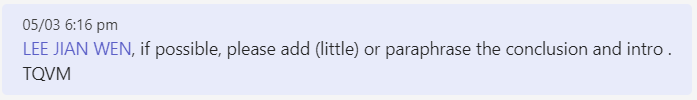 05/03 6:16 pm
LEE JIAN WEN, if possible, please add (little) or paraphrase the conclusion and intro .
TQVM